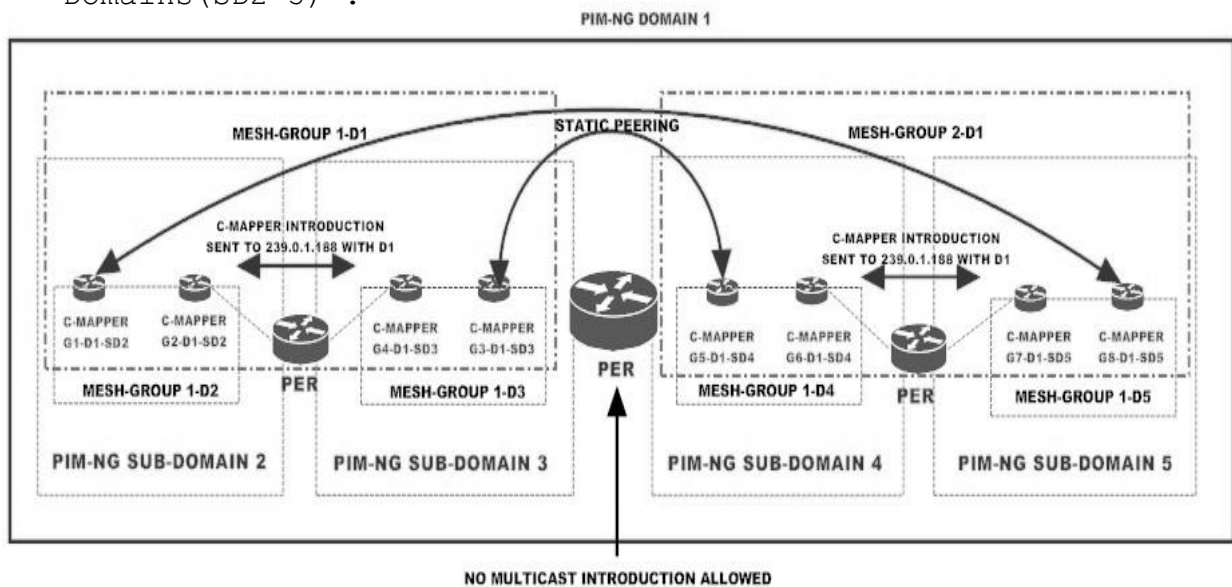 Domains(SD2-5) .
PIM-NG DOMAIN 1
MESH-GROUP 1-D1
STATIC PEERING
MESH-GROUP 2-D1
C-MAPPER INTRODUCTION
SENT TO 239.0.1.188 WITH D1
C-MAPPER INTRODUCTION
SENT TO 239.0.1.188 WITH D1
C-MAPPER
G1-D1-SD2
C-MAPPER
G2-D1-SD2
C-MAPPER
G4-D1-SD3
C-MAPPER
G3-D1-SD3
C-MAPPER
G5-D1-SD4
C-MAPPER
G6-D1-SD4
C-MAPPER
G7-D1-SD5
C-MAPPER
G8-D1-SD5
PER
PER
PER
MESH-GROUP 1-D2
MESH-GROUP 1-D3
MESH-GROUP 1-D4
MESH-GROUP 1-D5
PIM-NG SUB-DOMAIN 2
PIM-NG SUB-DOMAIN 3
PIM-NG SUB-DOMAIN 4
PIM-NG SUB-DOMAIN 5
NO MULTICAST INTRODUCTION ALLOWED